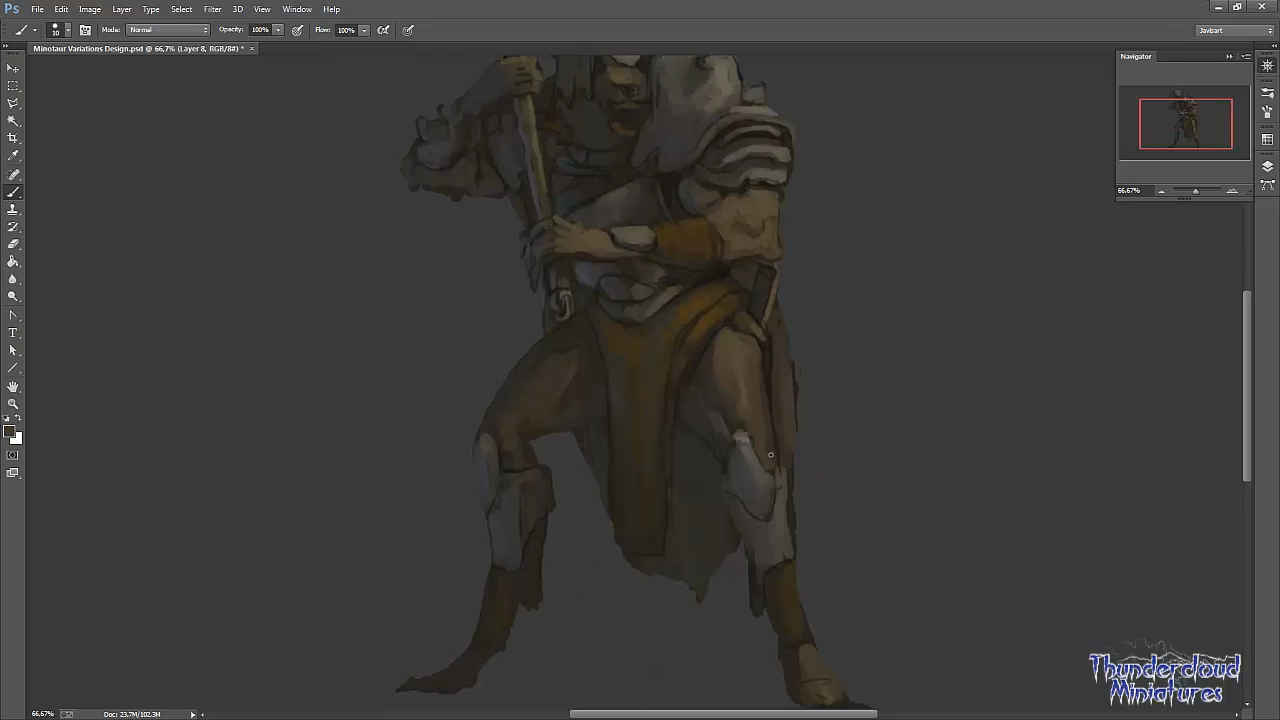 Ps File Edit Image Layer Type Select Filter 3D View Window Help
10 Mode: Normal Opacity: 100% Flow: 100% Javisart
Minotaur Variations Design.psd @ 66,7% (Layer 8, RGB/8#) *
Navigator
66.67%
Thundercloud
Miniatures
66,67% Doc: 23.7M/102.3M